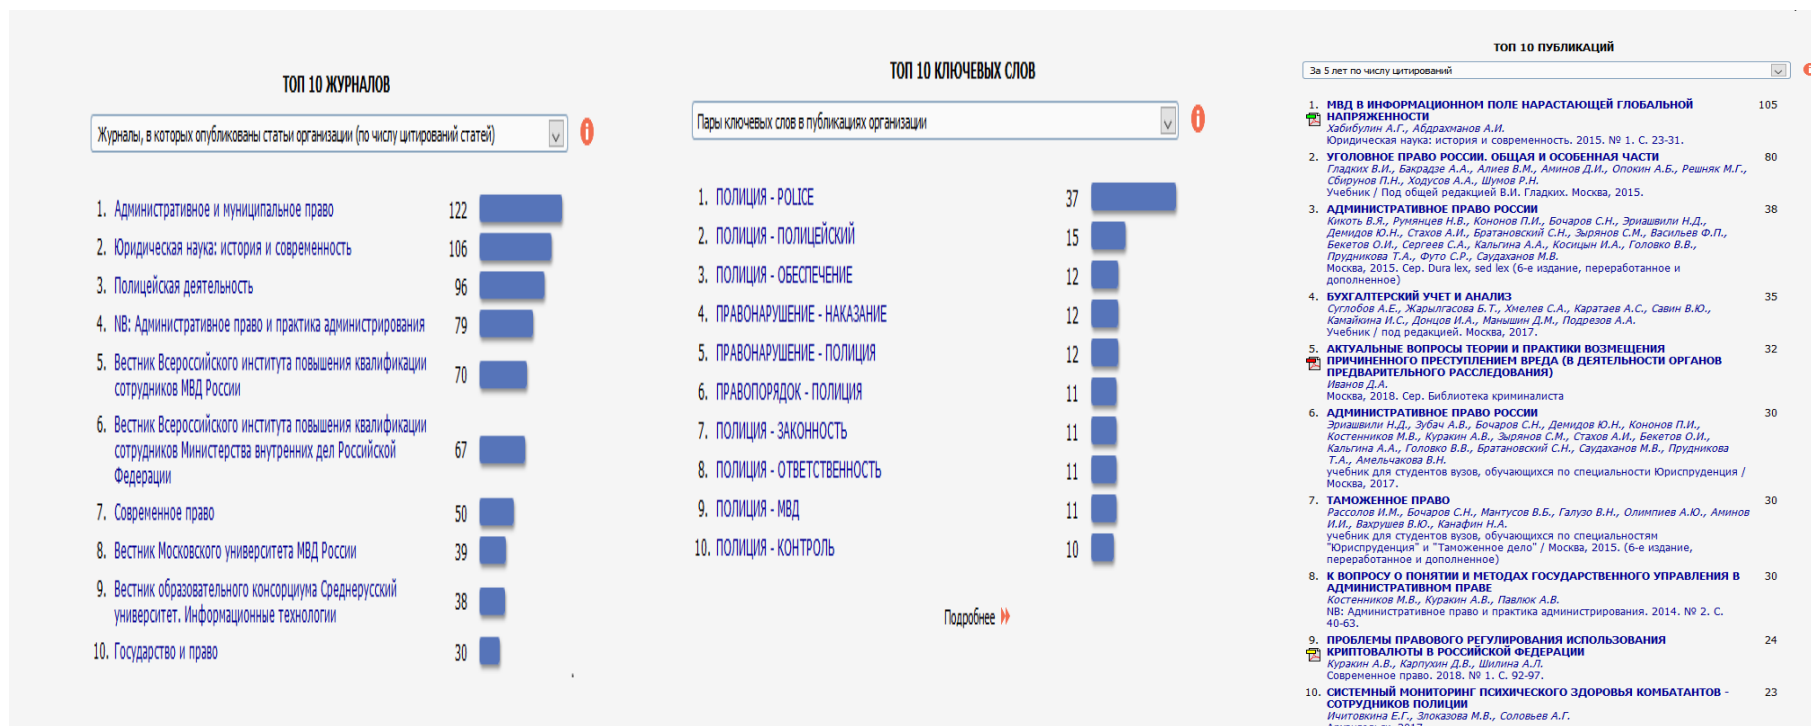 ТОП 10 ЖУРНАЛОВ
Журналы, в которых опубликованы статьи организации (по числу цитирований статей)
1. Административное и муниципальное право 122
2. Юридическая наука: история и современность 106
3. Полицейская деятельность 96
4. NB: Административное право и практика администрирования 79
5. Вестник Всероссийского института повышения квалификации
сотрудников МВД России 70
6. Вестник Всероссийского института повышения квалификации
сотрудников Министерства внутренних дел Российской 67
Федерации
7. Современное право 50
8. Вестник Московского университета МВД России 39
9. Вестник образовательного консорциума Среднерусский
университет. Информационные технологии 38
10. Государство и право 30
ТОП 10 КЛЮЧЕВЫХ СЛОВ
Пары ключевых слов в публикациях организации
1. ПОЛИЦИЯ - POLICE 37
2. ПОЛИЦИЯ - ПОЛИЦЕЙСКИЙ 15
3. ПОЛИЦИЯ - ОБЕСПЕЧЕНИЕ 12
4. ПРАВОНАРУШЕНИЕ - НАКАЗАНИЕ 12
5. ПРАВОНАРУШЕНИЕ - ПОЛИЦИЯ 12
6. ПРАВОПОРЯДОК - ПОЛИЦИЯ 11
7. ПОЛИЦИЯ - ЗАКОННОСТЬ 11
8. ПОЛИЦИЯ - ОТВЕТСТВЕННОСТЬ 11
9. ПОЛИЦИЯ - МВД 11
10. ПОЛИЦИЯ - КОНТРОЛЬ 10
Подробнее
ТОП 10 ПУБЛИКАЦИЙ
За 5 лет по числу цитирований
1. МВД В ИНФОРМАЦИОННОМ ПОЛЕ НАРАСТАЮЩЕЙ ГЛОБАЛЬНОЙ 105
НАПРЯЖЕННОСТИ
Хабибулин А.Г., Абдрахманов А.И.
Юридическая наука: история и современность. 2015. № 1. С. 23-31.
2. УГОЛОВНОЕ ПРАВО РОССИИ. ОБЩАЯ И ОСОБЕННАЯ ЧАСТИ 80
Гладких В.И., Бакрадзе А.А., Алиев В.М., Аминов Д.И., Опокин А.Б., Решняк М.Г.,
Сбирунов П.Н., Ходусов А.А., Шумов Р.Н.
Учебник / Под общей редакцией В.И. Гладких. Москва, 2015.
3. АДМИНИСТРАТИВНОЕ ПРАВО РОССИИ 38
Кикоть В.Я., Румянцев Н.В., Кононов П.И., Бочаров С.Н., Эриашвили Н.Д.,
Демидов Ю.Н., Стахов А.И., Братановский С.Н., Зырянов С.М., Васильев Ф.П.,
Бекетов О.И., Сергеев С.А., Кальгина А.А., Косицын И.А., Головко В.В.,
Прудникова Т.А., Футо С.Р., Саудаханов М.В.
Москва, 2015. Сер. Dura lex, sed lex (6-е издание, переработанное и
дополненное)
4. БУХГАЛТЕРСКИЙ УЧЕТ И АНАЛИЗ 35
Суглобов А.Е., Жарылгасова Б.Т., Хмелев С.А., Каратаев А.С., Савин В.Ю.,
Камайкина И.С., Донцов И.А., Манышин Д.М., Подрезов А.А.
Учебник / под редакцией. Москва, 2017.
5. АКТУАЛЬНЫЕ ВОПРОСЫ ТЕОРИИ И ПРАКТИКИ ВОЗМЕЩЕНИЯ 32
ПРИЧИНЕННОГО ПРЕСТУПЛЕНИЕМ ВРЕДА (В ДЕЯТЕЛЬНОСТИ ОРГАНОВ
ПРЕДВАРИТЕЛЬНОГО РАССЛЕДОВАНИЯ)
Иванов Д.А.
Москва, 2018. Сер. Библиотека криминалиста
6. АДМИНИСТРАТИВНОЕ ПРАВО РОССИИ 30
Эриашвили Н.Д., Зубач А.В., Бочаров С.Н., Демидов Ю.Н., Кононов П.И.,
Костенников М.В., Куракин А.В., Зырянов С.М., Стахов А.И., Бекетов О.И.,
Кальгина А.А., Головко В.В., Братановский С.Н., Саудаханов М.В., Прудникова
Т.А., Амельчакова В.Н.
учебник для студентов вузов, обучающихся по специальности Юриспруденция /
Москва, 2017.
7. ТАМОЖЕННОЕ ПРАВО 30
Рассолов И.М., Бочаров С.Н., Мантусов В.Б., Галузо В.Н., Олимпиев А.Ю., Аминов
И.И., Вахрушев В.Ю., Канафин Н.А.
учебник для студентов вузов, обучающихся по специальностям
"Юриспруденция" и "Таможенное дело" / Москва, 2015. (6-е издание,
переработанное и дополненное)
8. К ВОПРОСУ О ПОНЯТИИ И МЕТОДАХ ГОСУДАРСТВЕННОГО УПРАВЛЕНИЯ В 30
АДМИНИСТРАТИВНОМ ПРАВЕ
Костенников М.В., Куракин А.В., Павлюк А.В.
NB: Административное право и практика администрирования. 2014. № 2. С.
40-63.
9. ПРОБЛЕМЫ ПРАВОВОГО РЕГУЛИРОВАНИЯ ИСПОЛЬЗОВАНИЯ 24
КРИПТОВАЛЮТЫ В РОССИЙСКОЙ ФЕДЕРАЦИИ
Куракин А.В., Карпухин Д.В., Шилина А.Л.
Современное право. 2018. № 1. С. 92-97.
10. СИСТЕМНЫЙ МОНИТОРИНГ ПСИХИЧЕСКОГО ЗДОРОВЬЯ КОМБАТАНТОВ - 23
СОТРУДНИКОВ ПОЛИЦИИ
Ичитовкина Е.Г., Злоказова М.В., Соловьев А.Г.